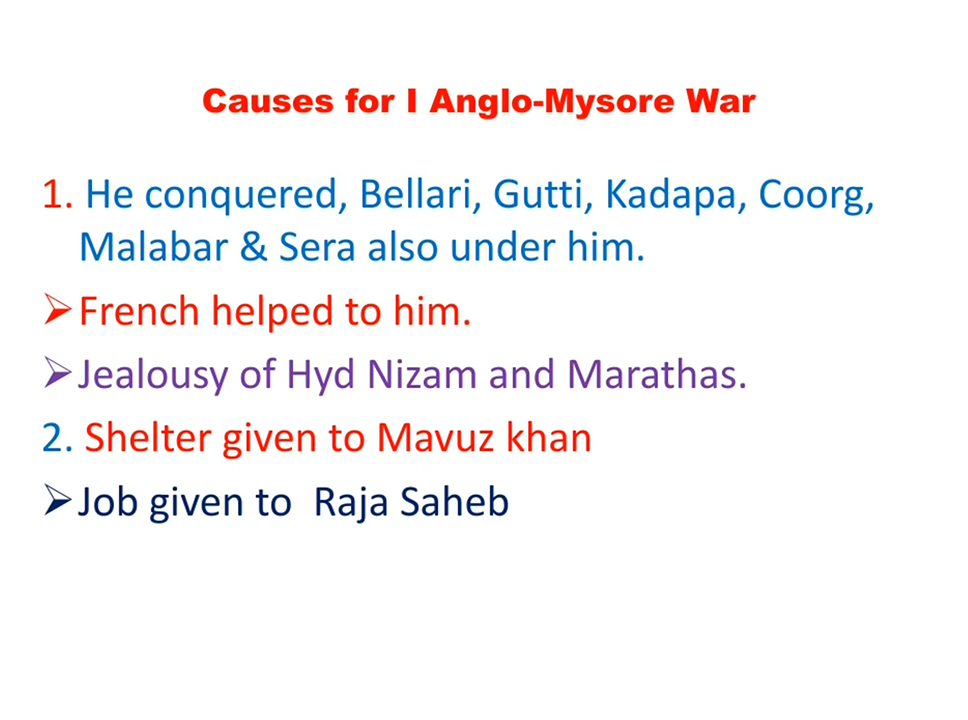 Causes for I Anglo-Mysore War
1. He conquered, Bellari, Gutti, Kadapa, Coorg,
Malabar & Sera also under him.
➢French helped to him.
➢Jealousy of Hyd Nizam and Marathas.
2. Shelter given to Mavuz khan
➢Job given to  Raja Saheb